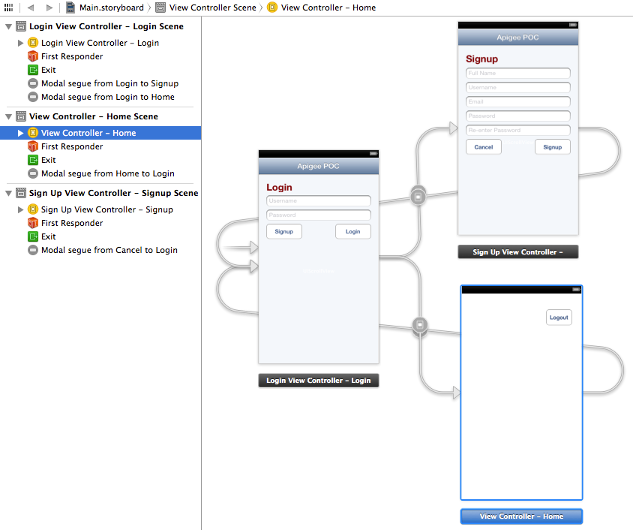 Main.storyboard View Controller Scene View Controller – Home
Login View Controller – Login Scene
Login View Controller – Login
First Responder
Exit
Modal segue from Login to Signup
Modal segue from Login to Home
View Controller – Home Scene
View Controller – Home
First Responder
Exit
Modal segue from Home to Login
Sign Up View Controller – Signup Scene
Sign Up View Controller – Signup
First Responder
Exit
Modal segue from Cancel to Login
Apigee POC
Login
Username
Password
Signup Login
Login View Controller – Login
Apigee POC
Signup
Full Name
Username
Email
Password
Re-enter Password
Cancel Signup
Sign Up View Controller –
Logout
View Controller – Home